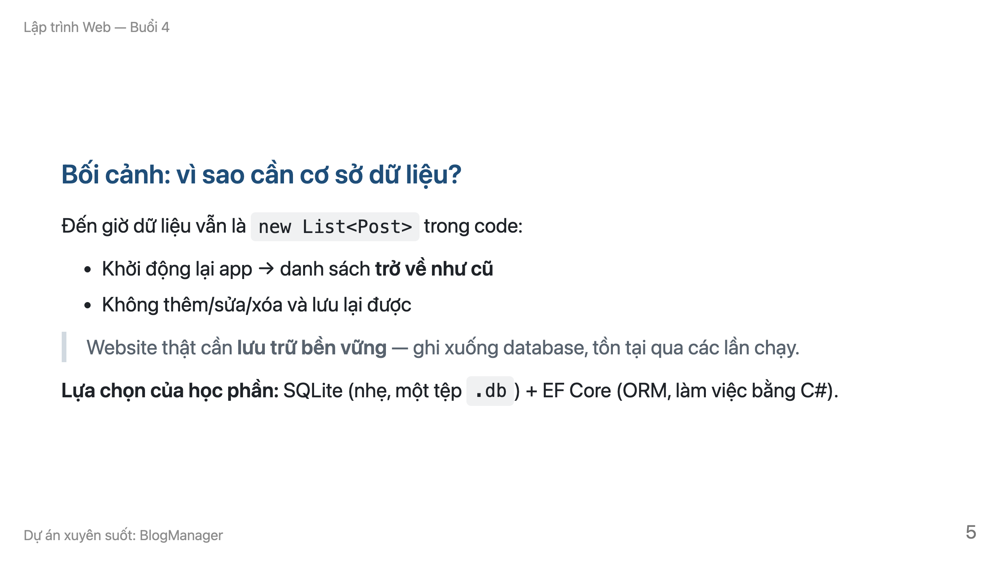 Lập trình Web — Buổi 4
Bối cảnh: vì sao cần cơ sở dữ liệu?
Đến giờ dữ liệu vẫn là new List<Post> trong code:
• Khởi động lại app → danh sách trở về như cũ
• Không thêm/sửa/xóa và lưu lại được
Website thật cần lưu trữ bền vững — ghi xuống database, tồn tại qua các lần chạy.
Lựa chọn của học phần: SQLite (nhẹ, một tệp .db) + EF Core (ORM, làm việc bằng C#).
Dự án xuyên suốt: BlogManager
5